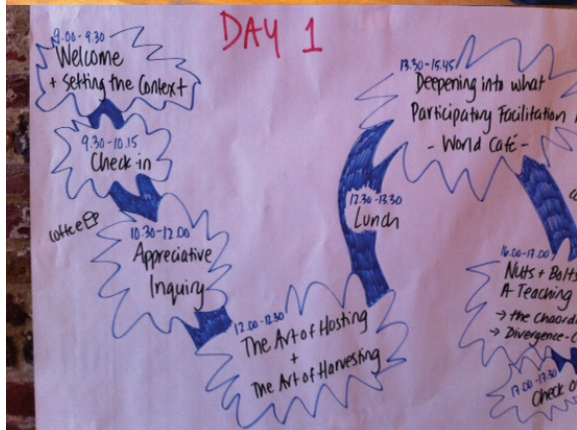 DAY 1
9.00-9.30
Welcome
+ Setting the Context
9.30-10.15
Check-in
coffee
10.30-12.00
Appreciative
Inquiry
12.00-12.30
The Art of Hosting
+
The Art of Harvesting
12.30-13.30
Lunch
13.30-15.45
Deepening into what
Participatory Facilitation
- World Café -
16.00-17.00
Nuts + Bolts
A Teaching
→ the Chaordi
→ Divergence-C
17.00-17.30
Check o